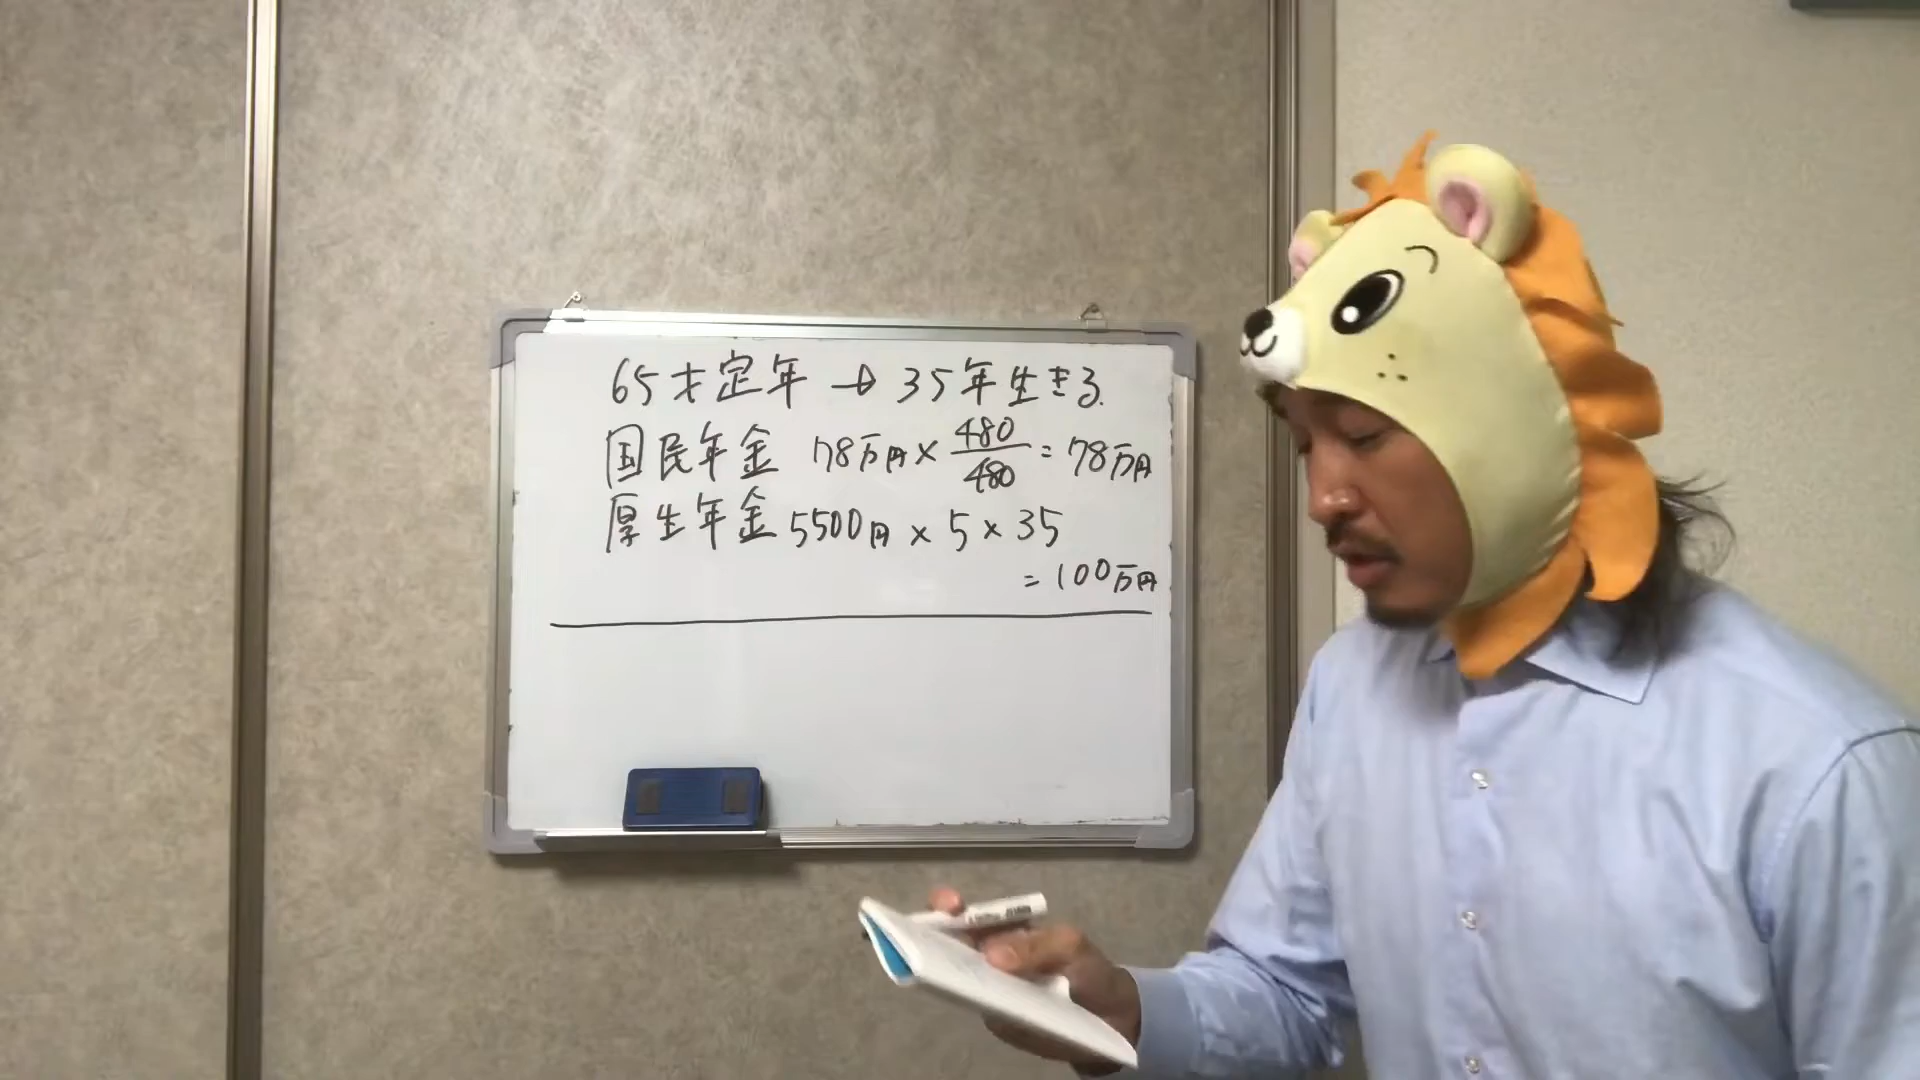 65才定年→35年生きる.
国民年金 78万円×480/480=78万円
厚生年金 5500円×5×35
=100万円